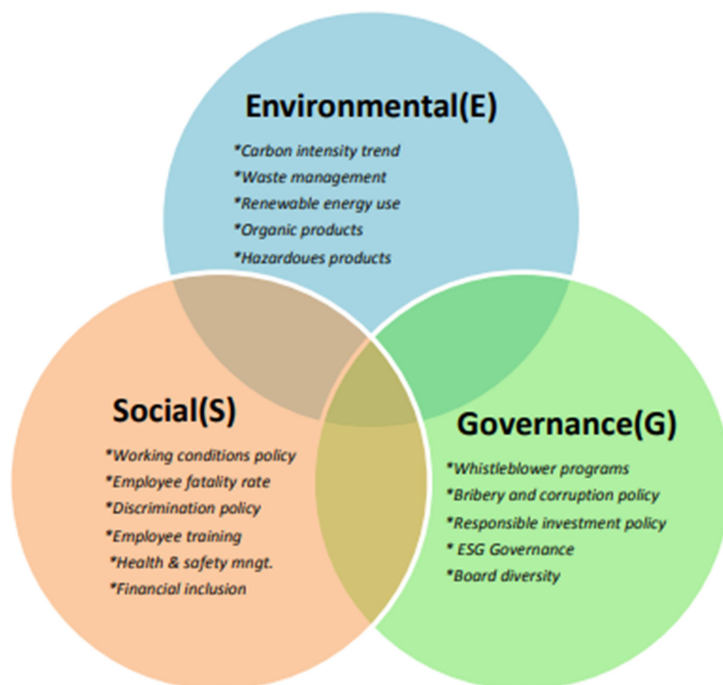 Environmental(E)
*Carbon intensity trend
*Waste management
*Renewable energy use
*Organic products
*Hazardoues products
Social(S)
*Working conditions policy
*Employee fatality rate
*Discrimination policy
*Employee training
*Health & safety mngt.
*Financial inclusion
Governance(G)
*Whistleblower programs
*Bribery and corruption policy
*Responsible investment policy
* ESG Governance
*Board diversity